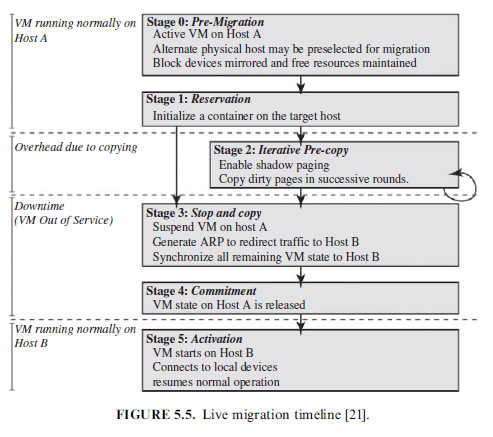 VM running normally on
Host A
Stage 0: Pre-Migration
Active VM on Host A
Alternate physical host may be preselected for migration
Block devices mirrored and free resources maintained
Stage 1: Reservation
Initialize a container on the target host
Overhead due to copying
Stage 2: Iterative Pre-copy
Enable shadow paging
Copy dirty pages in successive rounds.
Downtime
(VM Out of Service)
Stage 3: Stop and copy
Suspend VM on host A
Generate ARP to redirect traffic to Host B
Synchronize all remaining VM state to Host B
Stage 4: Commitment
VM state on Host A is released
VM running normally on
Host B
Stage 5: Activation
VM starts on Host B
Connects to local devices
resumes normal operation
FIGURE 5.5. Live migration timeline [21].